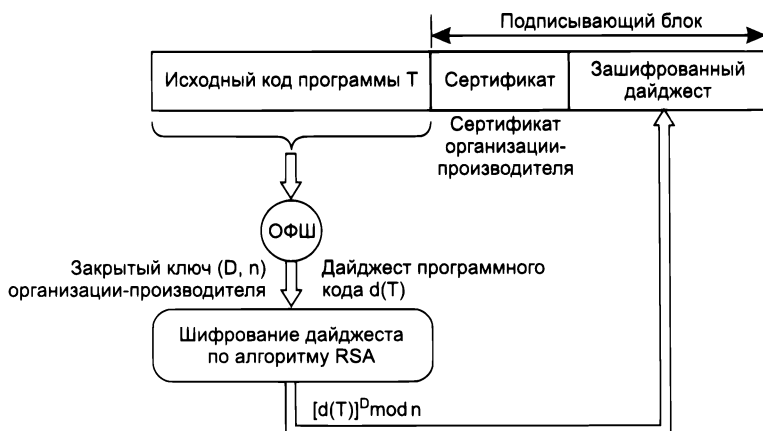 Подписывающий блок
Исходный код программы T
Сертификат
Зашифрованный
дайджест
Сертификат
организации-
производителя
ОФШ
Закрытый ключ (D, n)
организации-производителя
Дайджест программного
кода d(T)
Шифрование дайджеста
по алгоритму RSA
[d(T)]ᴰmod n